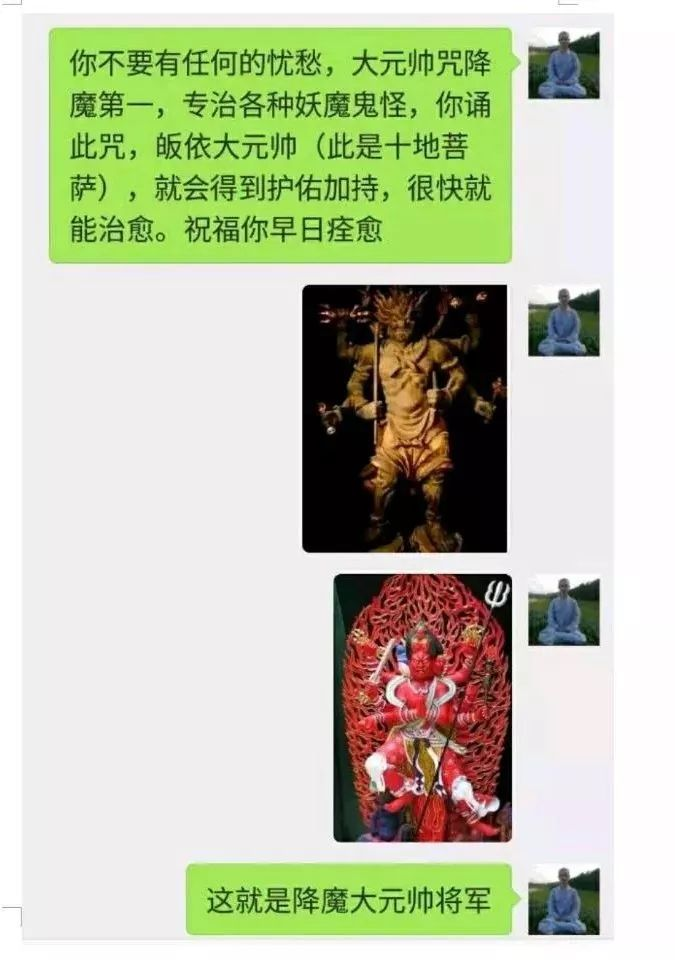 你不要有任何的忧愁，大元帅咒降
魔第一，专治各种妖魔鬼怪，你诵
此咒，皈依大元帅（此是十地菩
萨），就会得到护佑加持，很快就
能治愈。祝福你早日痊愈
这就是降魔大元帅将军